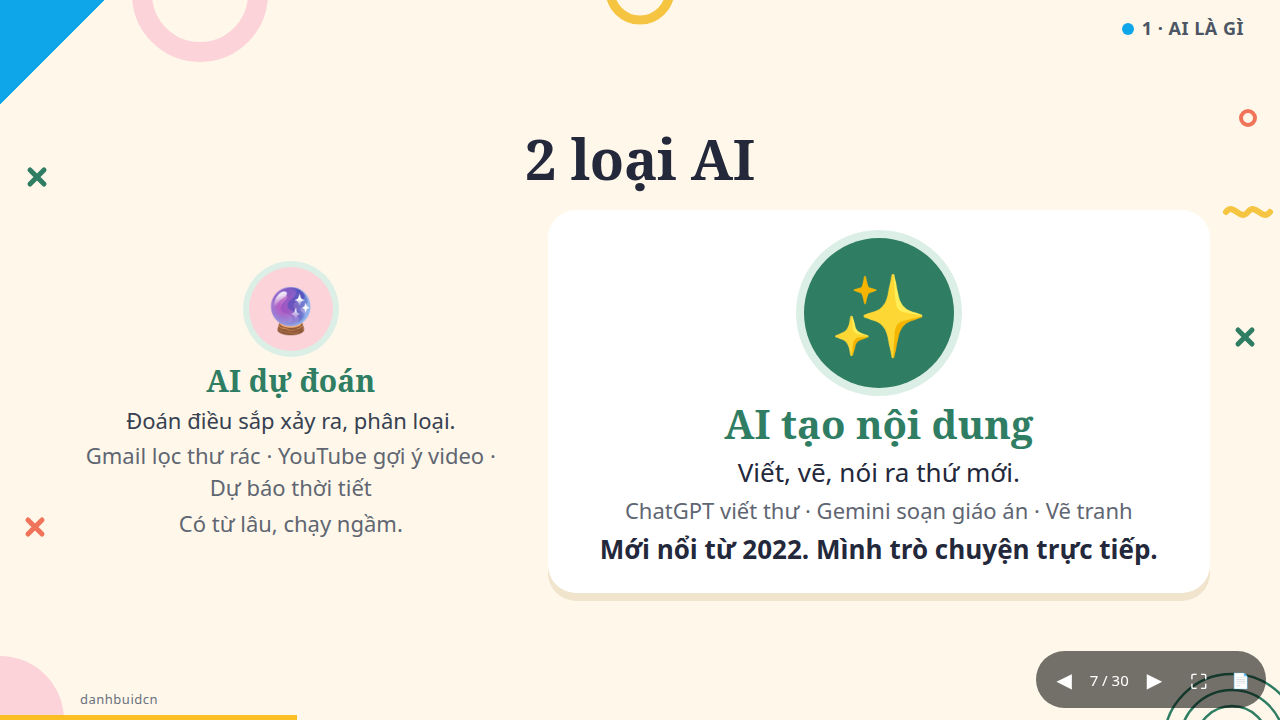 1 · AI LÀ GÌ
2 loại AI
AI dự đoán
Đoán điều sắp xảy ra, phân loại.
Gmail lọc thư rác · YouTube gợi ý video ·
Dự báo thời tiết
Có từ lâu, chạy ngầm.
AI tạo nội dung
Viết, vẽ, nói ra thứ mới.
ChatGPT viết thư · Gemini soạn giáo án · Vẽ tranh
Mới nổi từ 2022. Mình trò chuyện trực tiếp.
danhbuidcn
7 / 30